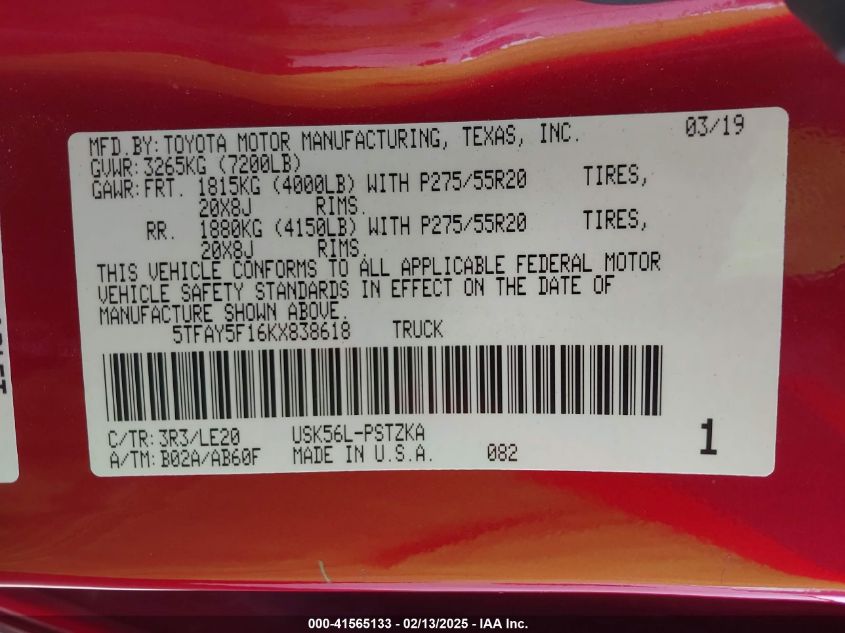 MFD.BY:TOYOTA MOTOR MANUFACTURING, TEXAS, INC. 03/19
GVWR:3265KG (7200LB)
GAWR:FRT. 1815KG (4000LB) WITH P275/55R20 TIRES,
20X8J RIMS.
RR. 1880KG (4150LB) WITH P275/55R20 TIRES,
20X8J RIMS.
THIS VEHICLE CONFORMS TO ALL APPLICABLE FEDERAL MOTOR
VEHICLE SAFETY STANDARDS IN EFFECT ON THE DATE OF
MANUFACTURE SHOWN ABOVE.
5TFAY5F16KX838618 TRUCK
C/TR: 3R3/LE20 USK56L-PSTZKA
A/TM: B02A/AB60F MADE IN U.S.A. 082 1
000-41565133 - 02/13/2025 - IAA Inc.